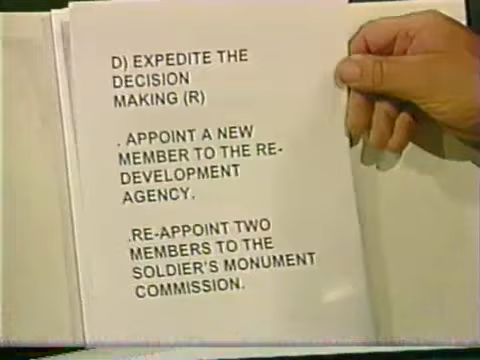 D) EXPEDITE THE
DECISION
MAKING (R)
. APPOINT A NEW
MEMBER TO THE RE-
DEVELOPMENT
AGENCY.
.RE-APPOINT TWO
MEMBERS TO THE
SOLDIER'S MONUMENT
COMMISSION.